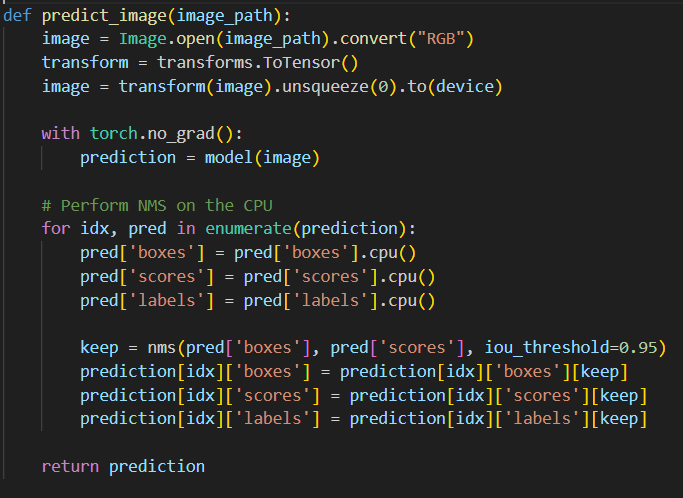 def predict_image(image_path):
    image = Image.open(image_path).convert("RGB")
    transform = transforms.ToTensor()
    image = transform(image).unsqueeze(0).to(device)

    with torch.no_grad():
        prediction = model(image)

    # Perform NMS on the CPU
    for idx, pred in enumerate(prediction):
        pred['boxes'] = pred['boxes'].cpu()
        pred['scores'] = pred['scores'].cpu()
        pred['labels'] = pred['labels'].cpu()

        keep = nms(pred['boxes'], pred['scores'], iou_threshold=0.95)
        prediction[idx]['boxes'] = prediction[idx]['boxes'][keep]
        prediction[idx]['scores'] = prediction[idx]['scores'][keep]
        prediction[idx]['labels'] = prediction[idx]['labels'][keep]

    return prediction